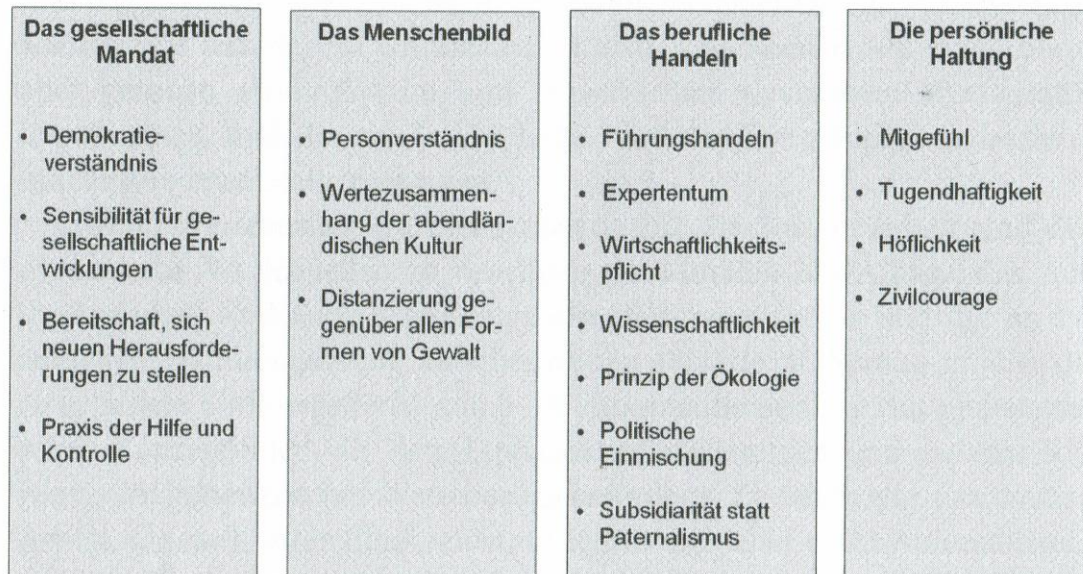 Das gesellschaftliche
Mandat
• Demokratie-
verständnis
• Sensibilität für ge-
sellschaftliche Ent-
wicklungen
• Bereitschaft, sich
neuen Herausforde-
rungen zu stellen
• Praxis der Hilfe und
Kontrolle
Das Menschenbild
• Personverständnis
• Wertezusammen-
hang der abendlän-
dischen Kultur
• Distanzierung ge-
genüber allen For-
men von Gewalt
Das berufliche
Handeln
• Führungshandeln
• Expertentum
• Wirtschaftlichkeits-
pflicht
• Wissenschaftlichkeit
• Prinzip der Ökologie
• Politische
Einmischung
• Subsidiarität statt
Paternalismus
Die persönliche
Haltung
• Mitgefühl
• Tugendhaftigkeit
• Höflichkeit
• Zivilcourage